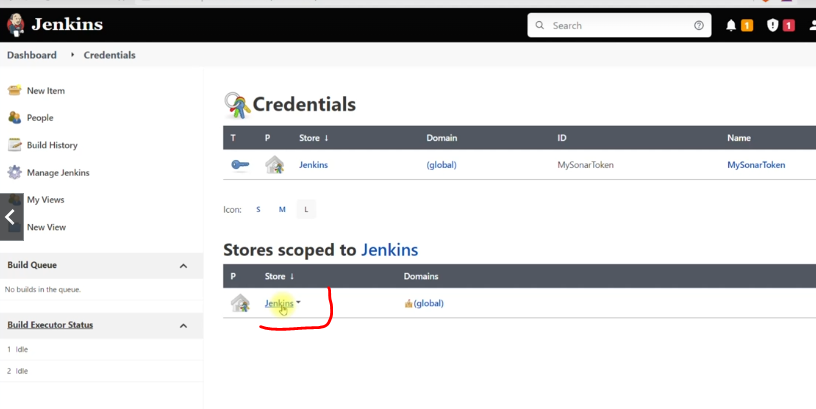 Jenkins
Search
1
1
Dashboard
Credentials
New Item
People
Build History
Manage Jenkins
My Views
New View
Build Queue
No builds in the queue.
Build Executor Status
1 Idle
2 Idle
Credentials
T P Store ↓ Domain ID Name
Jenkins (global) MySonarToken MySonarToken
Icon: S M L
Stores scoped to Jenkins
P Store ↓ Domains
Jenkins (global)